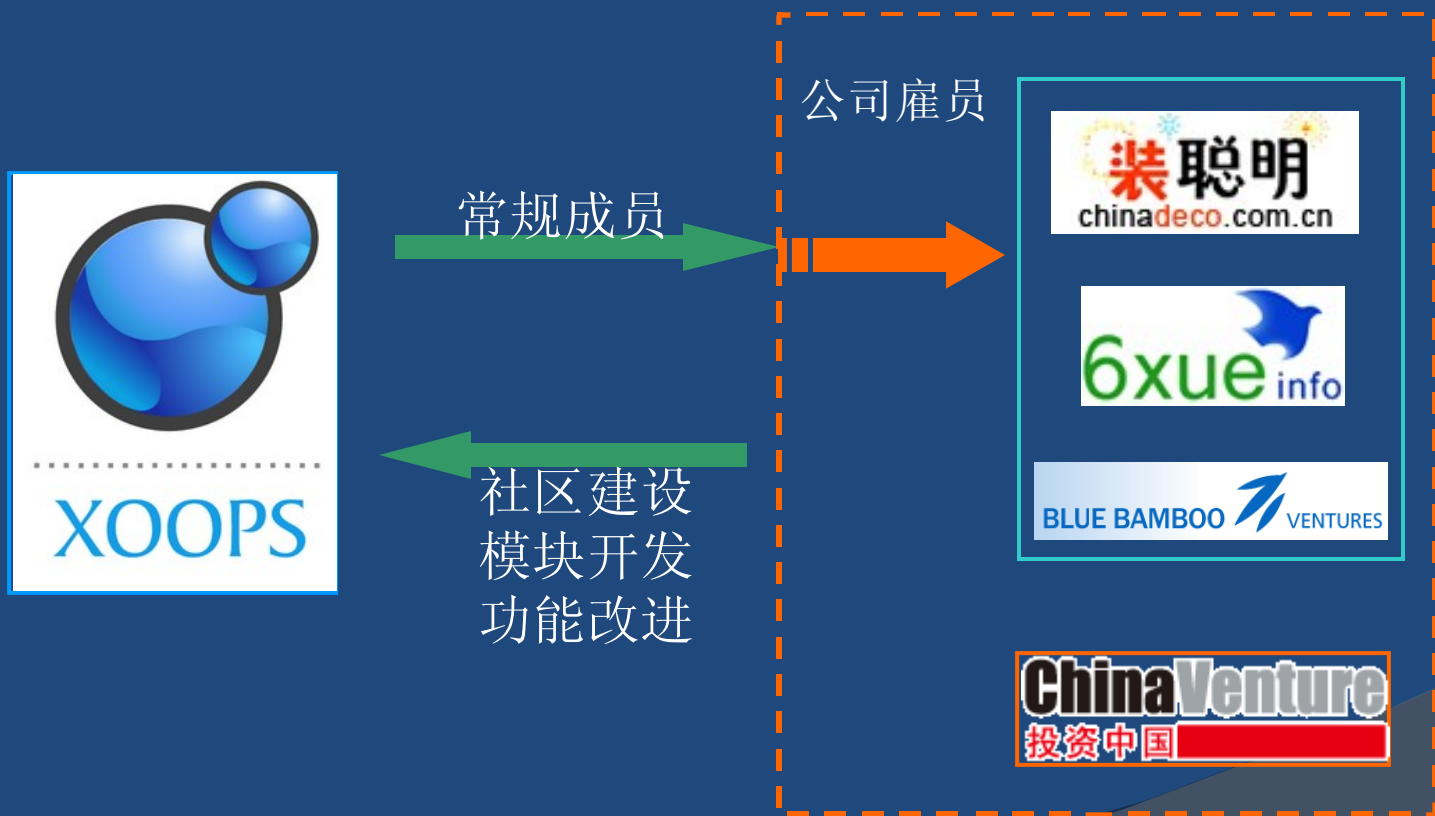 公司雇员
装聪明
chinadeco.com.cn
常规成员
6xue info
XOOPS
社区建设
模块开发
功能改进
BLUE BAMBOO VENTURES
ChinaVenture
投资中国